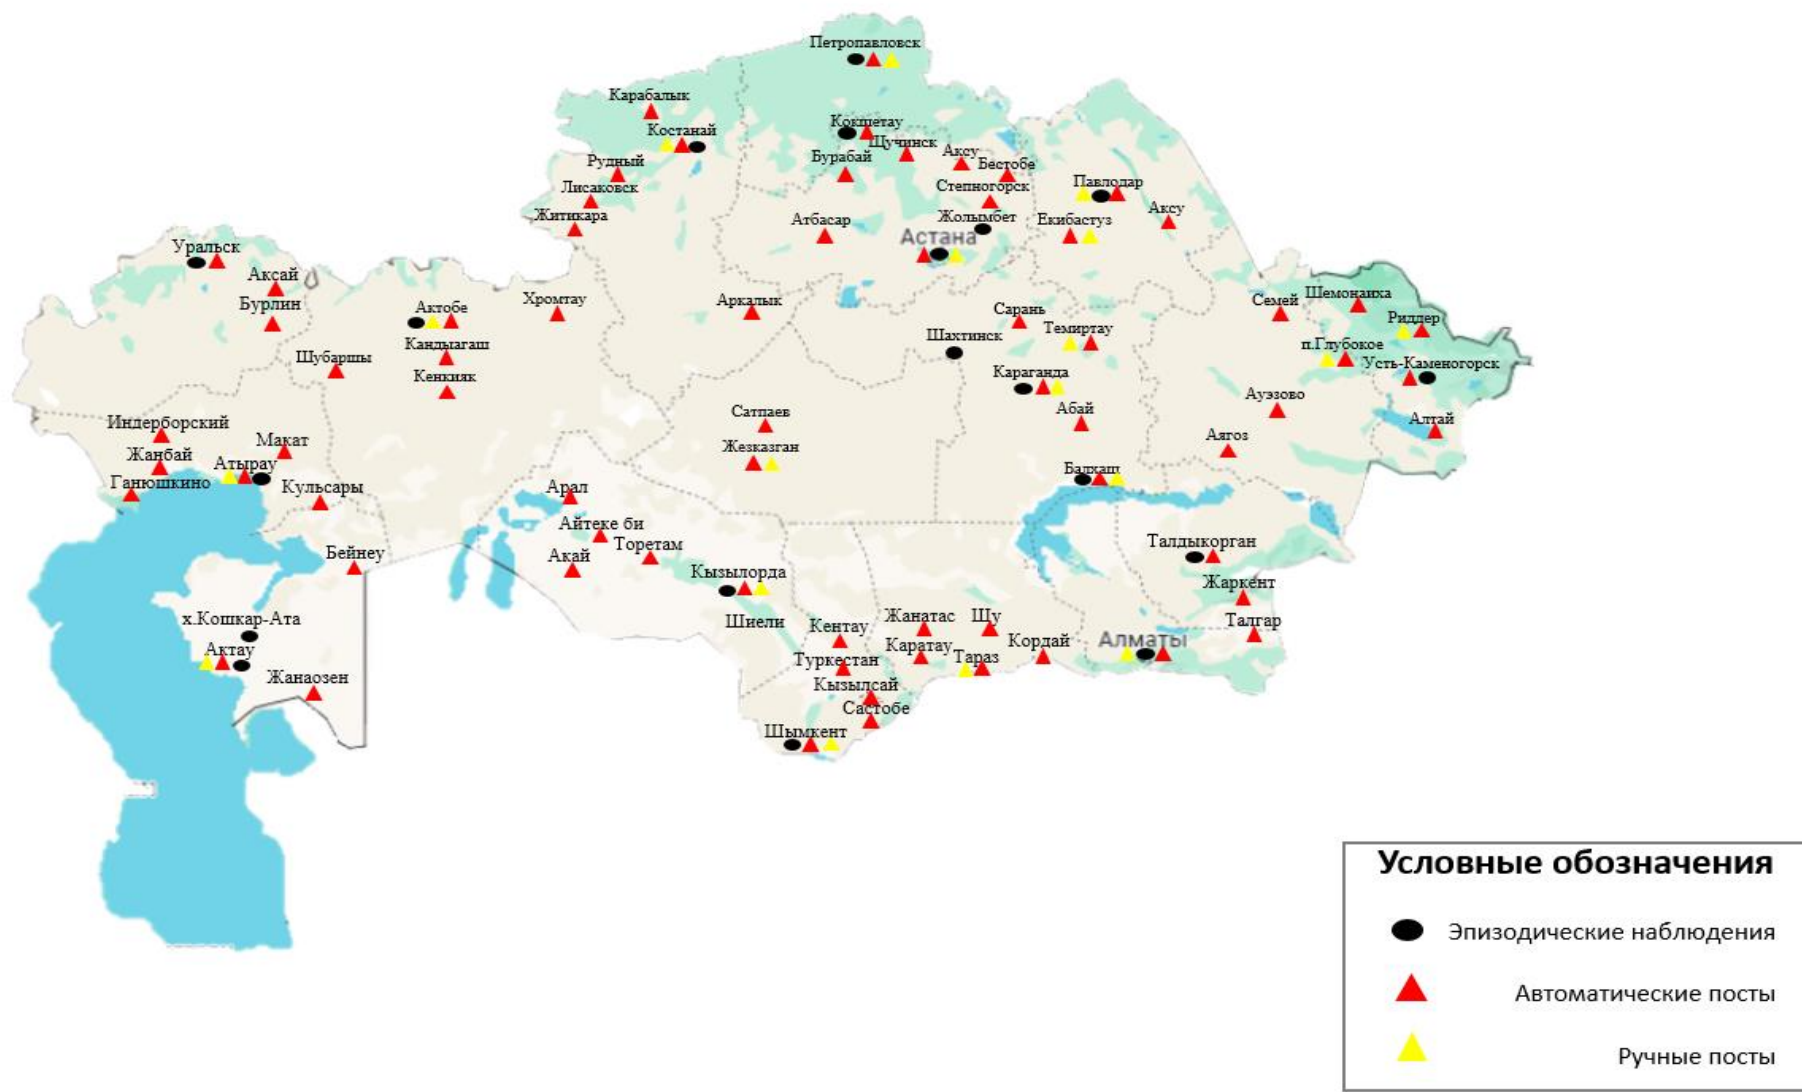 Петропавловск
Карабалык
Костанай
Кокшетау
Щучинск
Рудный
Бурабай
Аксу
Бестобе
Лисаковск
Степногорск
Павлодар
Житикара
Атбасар
Жолымбет
Екибастуз
Аксу
Астана
Уральск
Аксай
Бурлин
Актобе
Хромтау
Аркалык
Сарань
Семей
Шемонаиха
Риддер
Кандыагаш
Шахтинск
Темиртау
п.Глубокое
Шубаршы
Кенкияк
Караганда
Усть-Каменогорск
Ауэзово
Индерборский
Сатпаев
Абай
Алтай
Макат
Жанбай
Атырау
Жезказган
Аягоз
Ганюшкино
Кульсары
Арал
Балхаш
Айтеке би
Торетам
Талдыкорган
Бейнеу
Акай
Кызылорда
Жаркент
х.Кошкар-Ата
Шиели
Кентау
Жанатас
Шу
Кордай
Талгар
Актау
Туркестан
Каратау
Тараз
Алматы
Жанаозен
Кызылсай
Састобе
Шымкент
Условные обозначения
Эпизодические наблюдения
Автоматические посты
Ручные посты